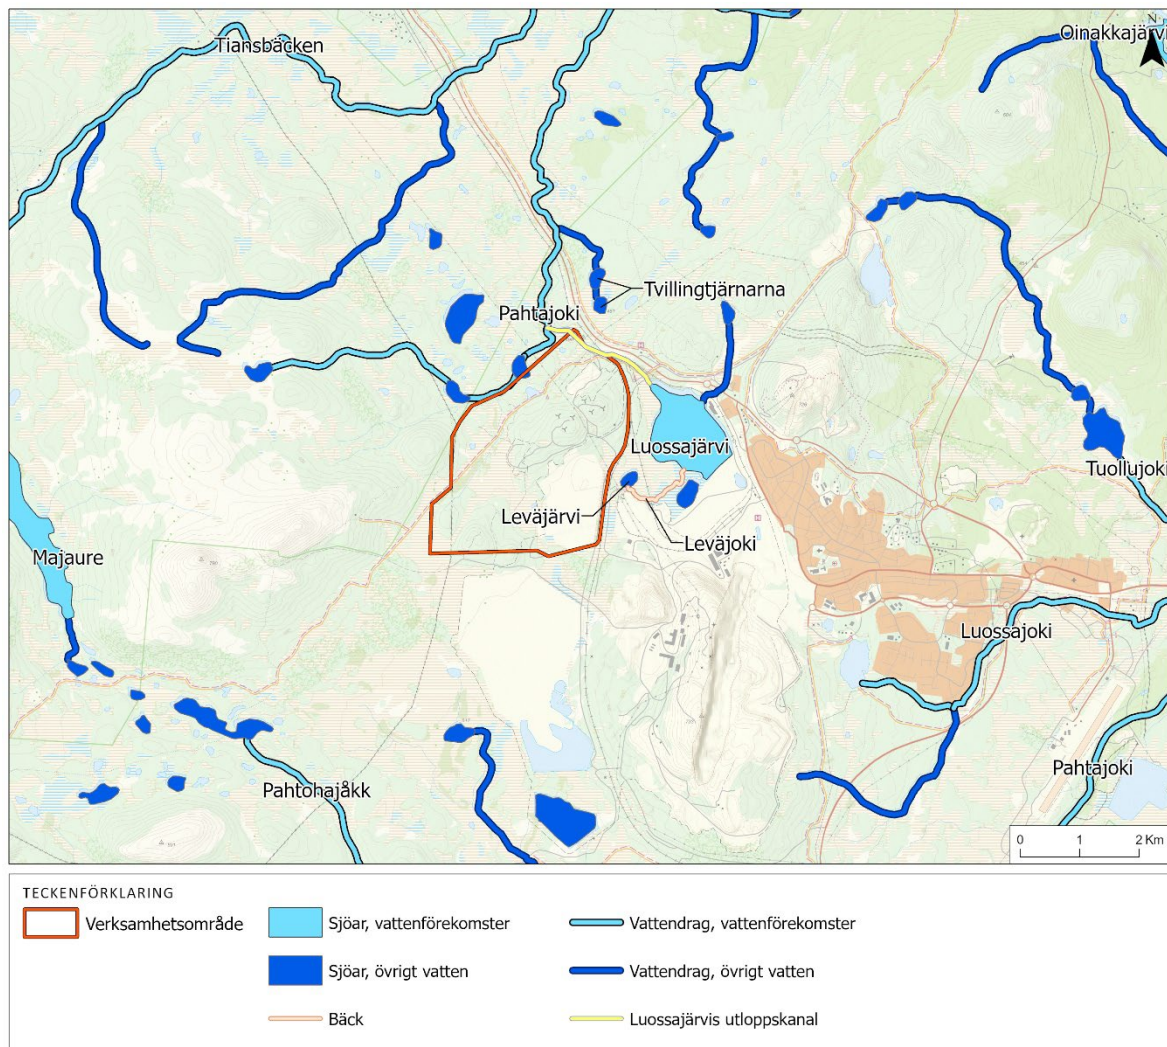 Tiansbäcken
Oinakkajärvi
N
Tvillingtjärnarna
Pahtajoki
Luossajärvi
Tuollujoki
Leväjärvi
Leväjoki
Majaure
Luossajoki
Pahtajoki
Pahtohajåkk
0 1 2 Km
TECKENFÖRKLARING
Verksamhetsområde
Sjöar, vattenförekomster
Vattendrag, vattenförekomster
Sjöar, övrigt vatten
Vattendrag, övrigt vatten
Bäck
Luossajärvis utloppskanal